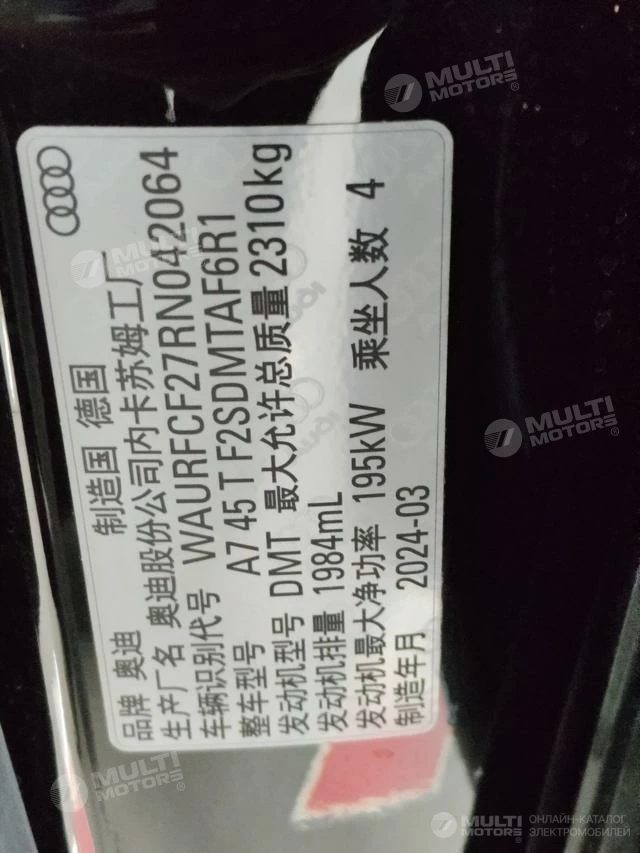 品牌 奥迪 制造国 德国
生产厂名 奥迪股份公司内卡苏姆工厂
车辆识别代号 WAURFCF27RN042064
整车型号 A7 45 T F2SDMTAF6R1
发动机型号 DMT 最大允许总质量 2310kg
发动机排量 1984mL
发动机最大净功率 195kW 乘坐人数 4
制造年月 2024-03
MULTI
MOTORS
MULTI
MOTORS
MULTI
MOTORS
MULTI
MOTORS
MULTI
MOTORS
ОНЛАЙН-КАТАЛОГ
ЭЛЕКТРОМОБИЛЕЙ